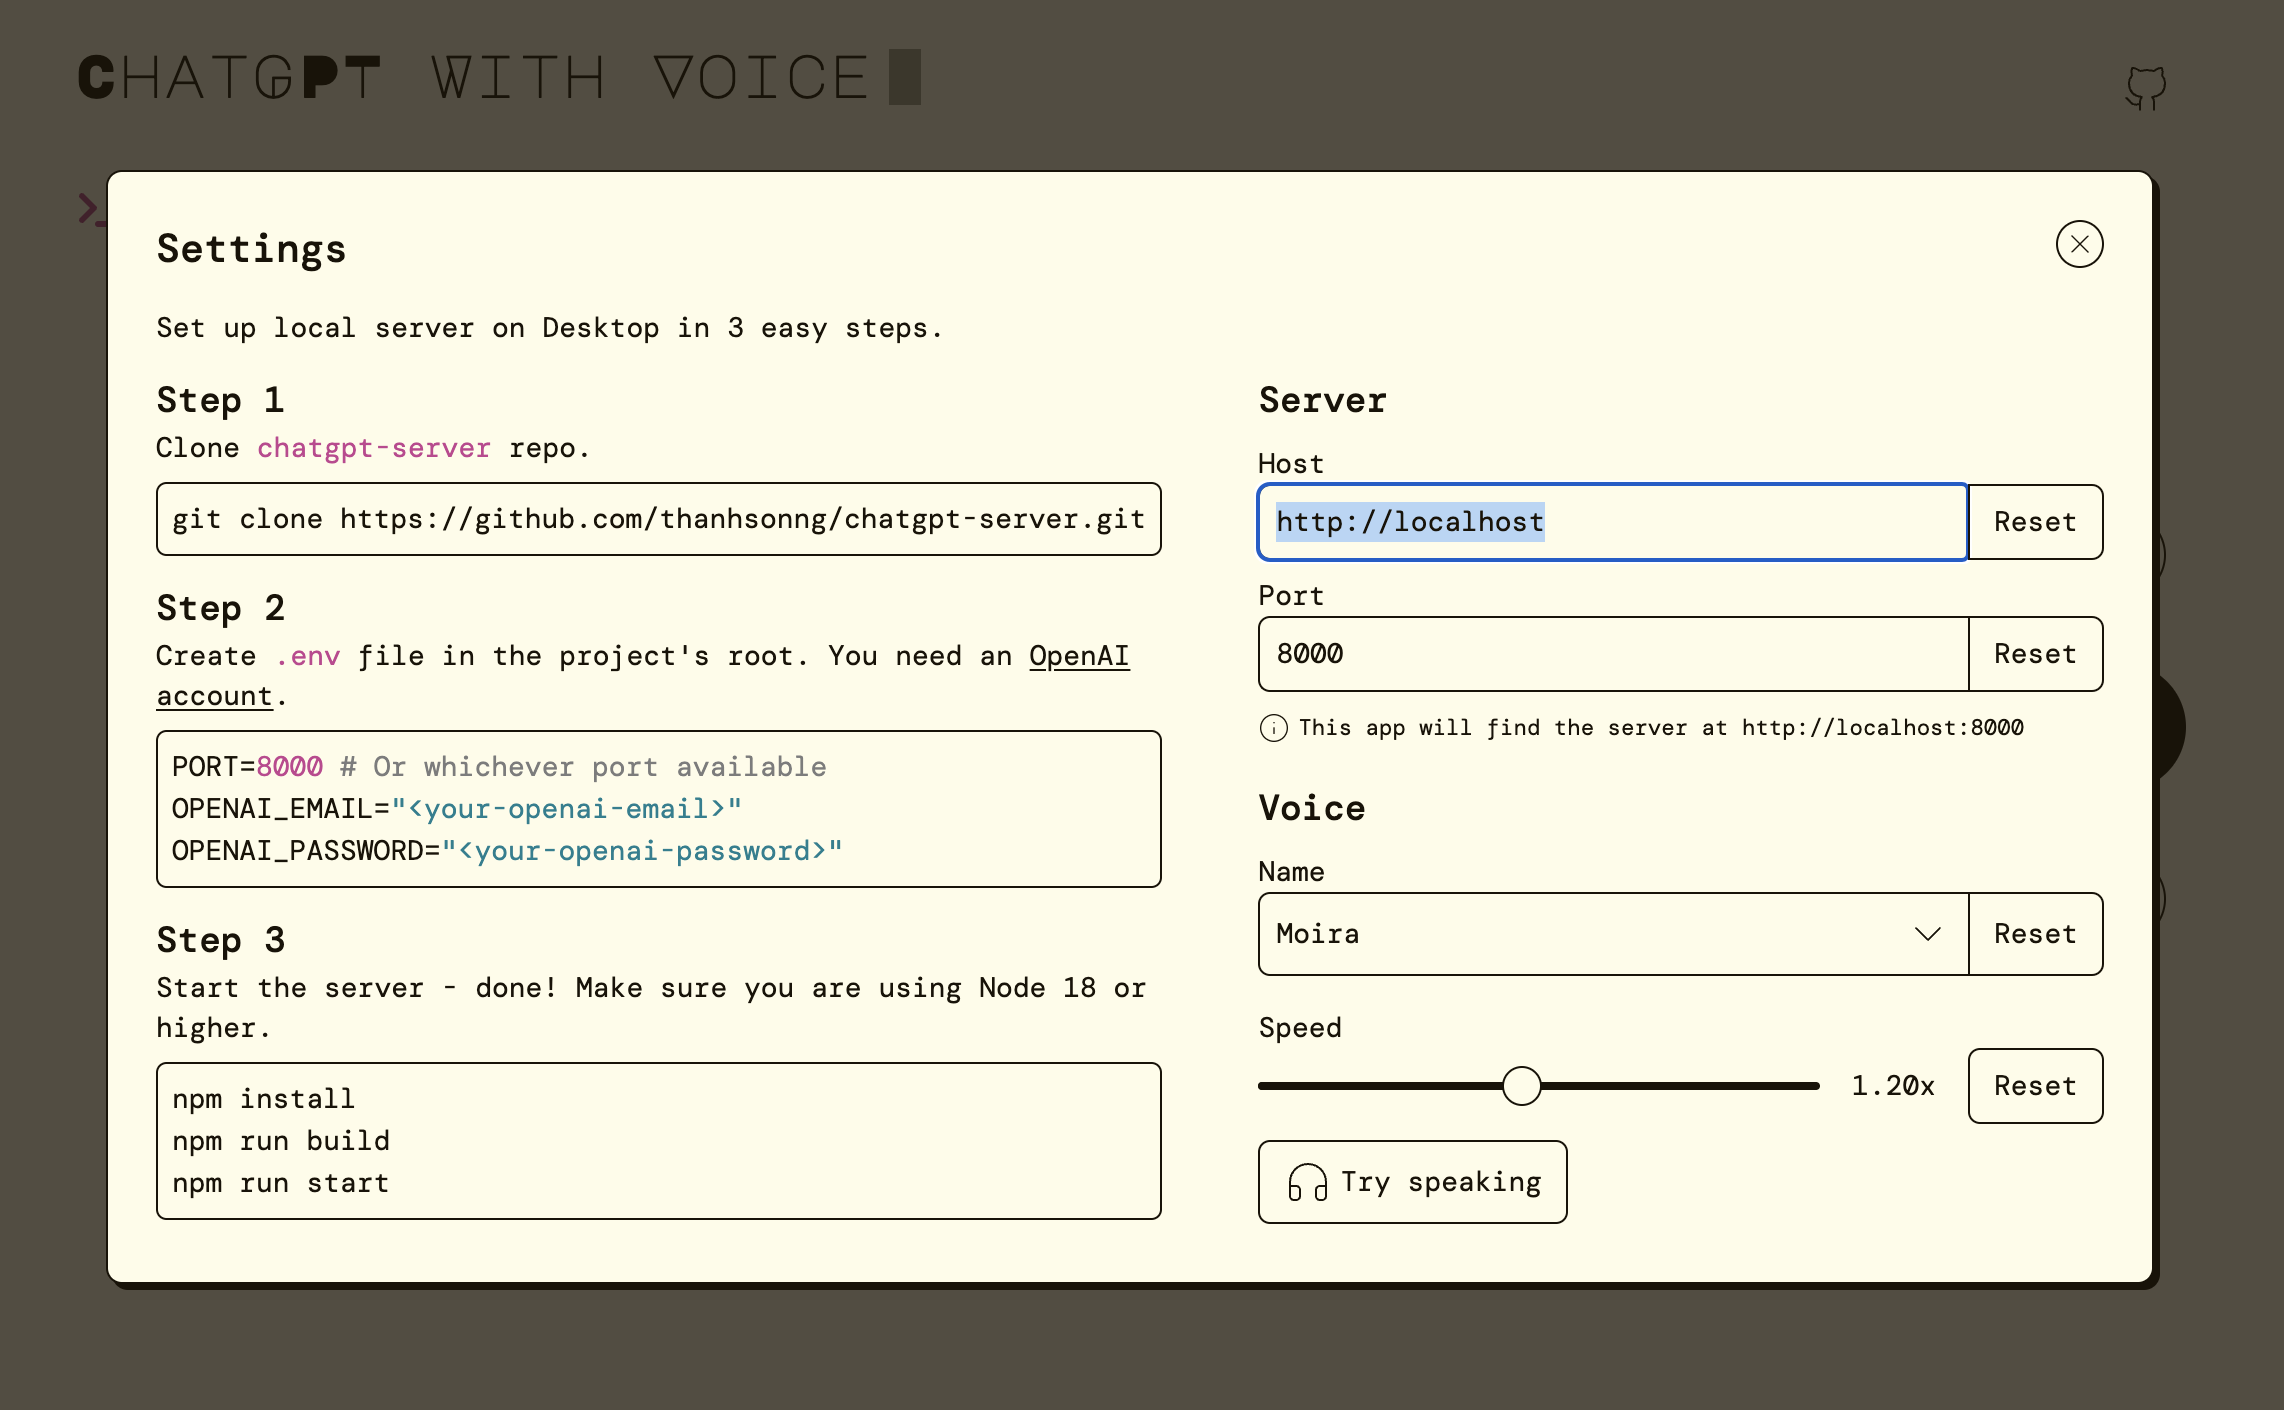 CHATGPT WITH VOICE
Settings
Set up local server on Desktop in 3 easy steps.
Step 1
Clone chatgpt-server repo.
git clone https://github.com/thanhsonng/chatgpt-server.git
Step 2
Create .env file in the project's root. You need an OpenAI
account.
PORT=8000 # Or whichever port available
OPENAI_EMAIL="<your-openai-email>"
OPENAI_PASSWORD="<your-openai-password>"
Step 3
Start the server - done! Make sure you are using Node 18 or
higher.
npm install
npm run build
npm run start
Server
Host
http://localhost Reset
Port
8000 Reset
This app will find the server at http://localhost:8000
Voice
Name
Moira Reset
Speed
1.20x Reset
Try speaking